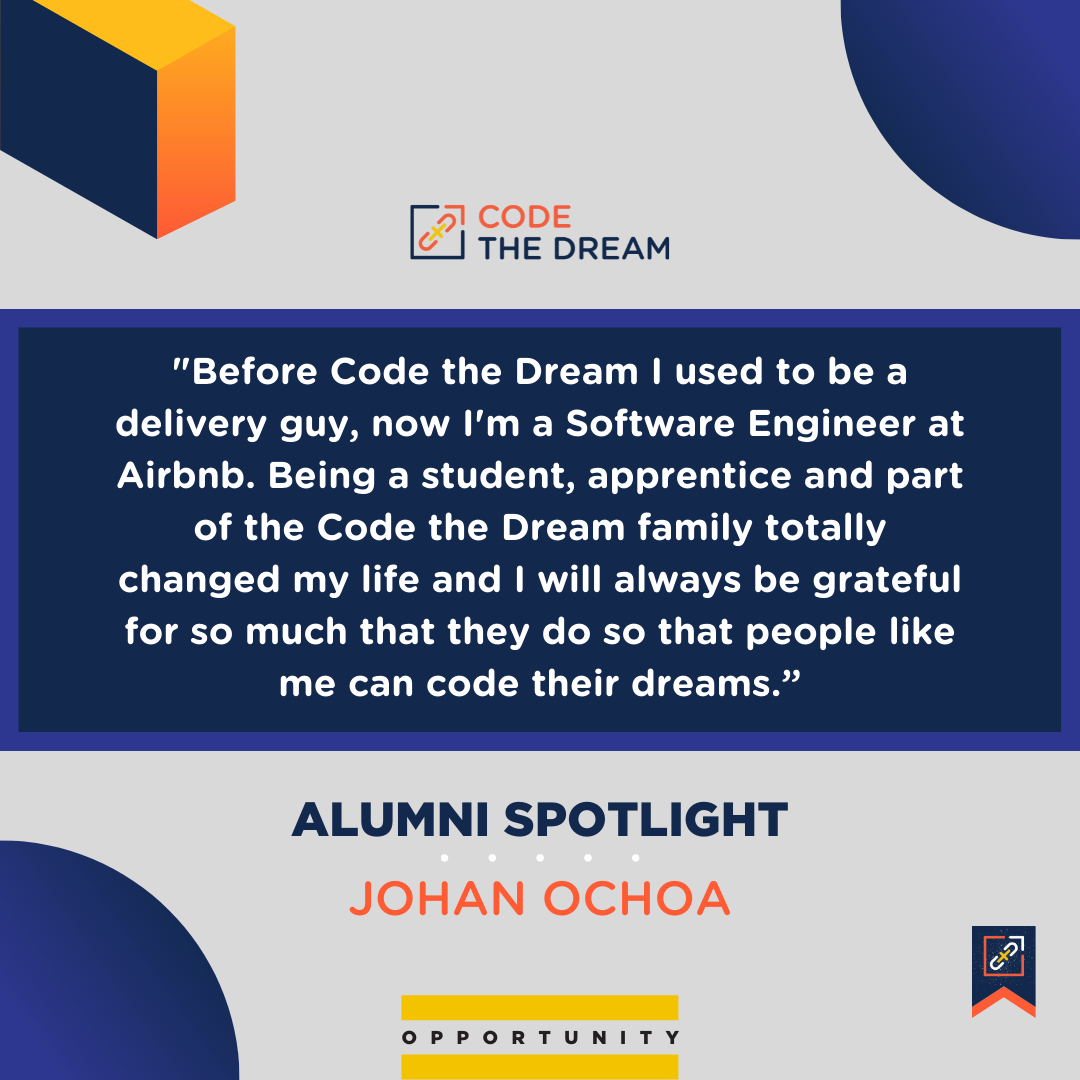 CODE
THE DREAM
"Before Code the Dream I used to be a
delivery guy, now I'm a Software Engineer at
Airbnb. Being a student, apprentice and part
of the Code the Dream family totally
changed my life and I will always be grateful
for so much that they do so that people like
me can code their dreams.”
ALUMNI SPOTLIGHT
JOHAN OCHOA
OPPORTUNITY